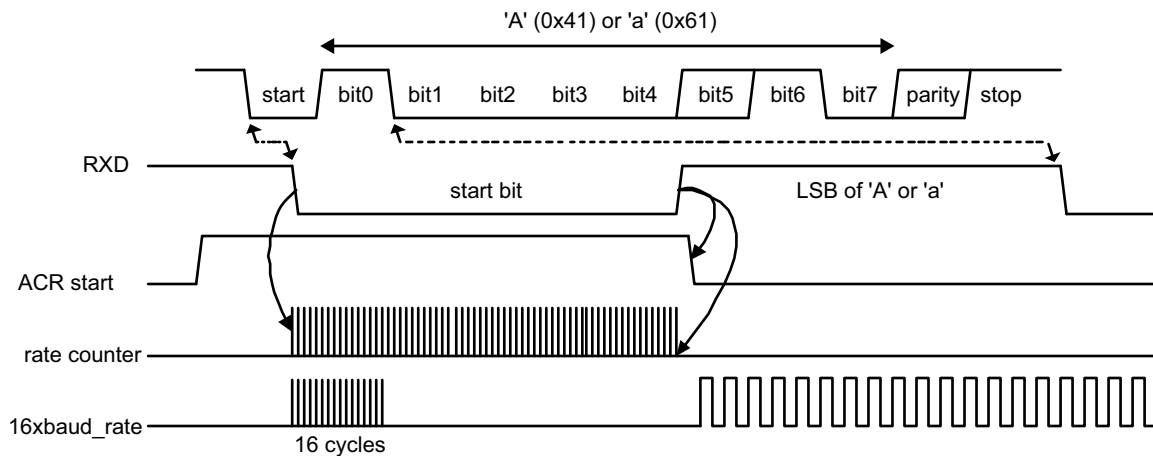 'A' (0x41) or 'a' (0x61)
start bit0 bit1 bit2 bit3 bit4 bit5 bit6 bit7 parity stop
RXD
start bit
LSB of 'A' or 'a'
ACR start
rate counter
16xbaud_rate
16 cycles